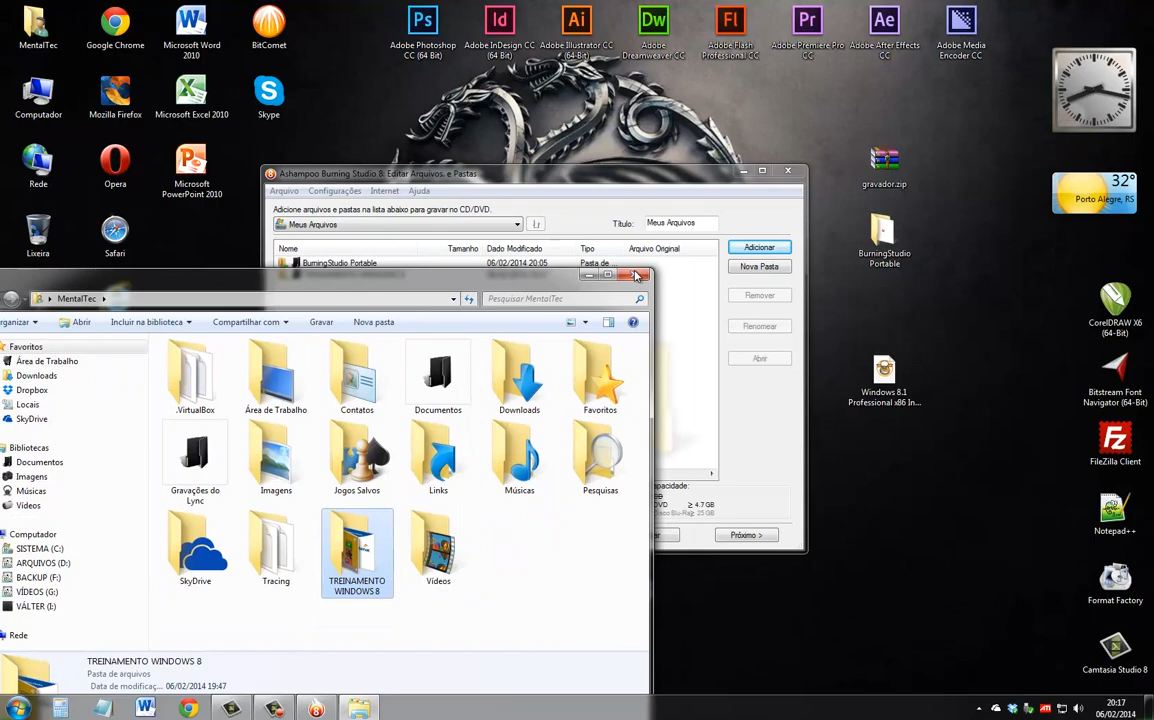 MentalTec
Google Chrome
Microsoft Word
2010
BitComet
Adobe Photoshop
CC (64 Bit)
Adobe InDesign CC
(64 Bit)
Adobe Illustrator CC
(64-Bit)
Adobe
Dreamweaver CC
Adobe Flash
Professional CC
Adobe Premiere Pro
CC
Adobe After Effects
CC
Adobe Media
Encoder CC
Ps
Id
Ai
Dw
Fl
Pr
Ae
Computador
Mozilla Firefox
Microsoft Excel 2010
Skype
Rede
Opera
Microsoft
PowerPoint 2010
Lixeira
Safari
gravador.zip
BurningStudio
Portable
32°
Porto Alegre, RS
CorelDRAW X6
(64-Bit)
Windows 8.1
Professional x86 In...
Bitstream Font
Navigator (64-Bit)
FileZilla Client
Notepad++
Format Factory
Camtasia Studio 8
Ashampoo Burning Studio 8: Editar Arquivos. e Pastas
Arquivo Configurações Internet Ajuda
Adicione arquivos e pastas na lista abaixo para gravar no CD/DVD.
Meus Arquivos
Título: Meus Arquivos
Nome Tamanho Dado Modificado Tipo Arquivo Original
BurningStudio Portable 06/02/2014 20:05 Pasta de ...
Adicionar
Nova Pasta
Remover
Renomear
Abrir
apacidade:
DVD ≥ 4.7 GB
Disco Blu-Ray ≥ 25 GB
Próximo >
MentalTec
Pesquisar MentalTec
rganizar Abrir Incluir na biblioteca Compartilhar com Gravar Nova pasta
Favoritos
Área de Trabalho
Downloads
Dropbox
Locais
SkyDrive
Bibliotecas
Documentos
Imagens
Músicas
Vídeos
Computador
SISTEMA (C:)
ARQUIVOS (D:)
BACKUP (F:)
VÍDEOS (G:)
VÁLTER (I:)
Rede
.VirtualBox
Área de Trabalho
Contatos
Documentos
Downloads
Favoritos
Gravações do
Lync
Imagens
Jogos Salvos
Links
Músicas
Pesquisas
SkyDrive
Tracing
TREINAMENTO
WINDOWS 8
Vídeos
TREINAMENTO WINDOWS 8
Pasta de arquivos
Data de modificaç... 06/02/2014 19:47
20:17
06/02/2014